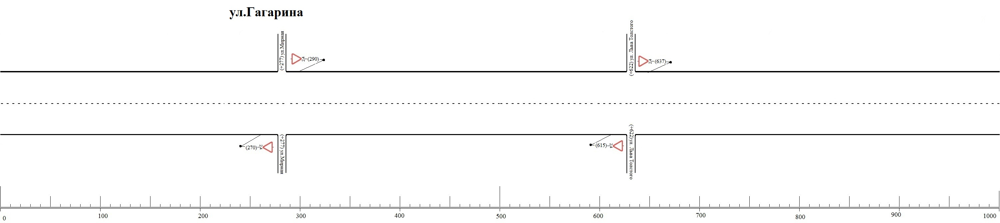 ул.Гагарина
(+277) ул.Мирная
2.4 (290)
(+622) ул. Льва Толстого
2.4 (637)
(270) 2.4
(+277) ул.Мирная
(615) 2.4
(+622) ул. Льва Толстого
0 100 200 300 400 500 600 700 800 900 1000